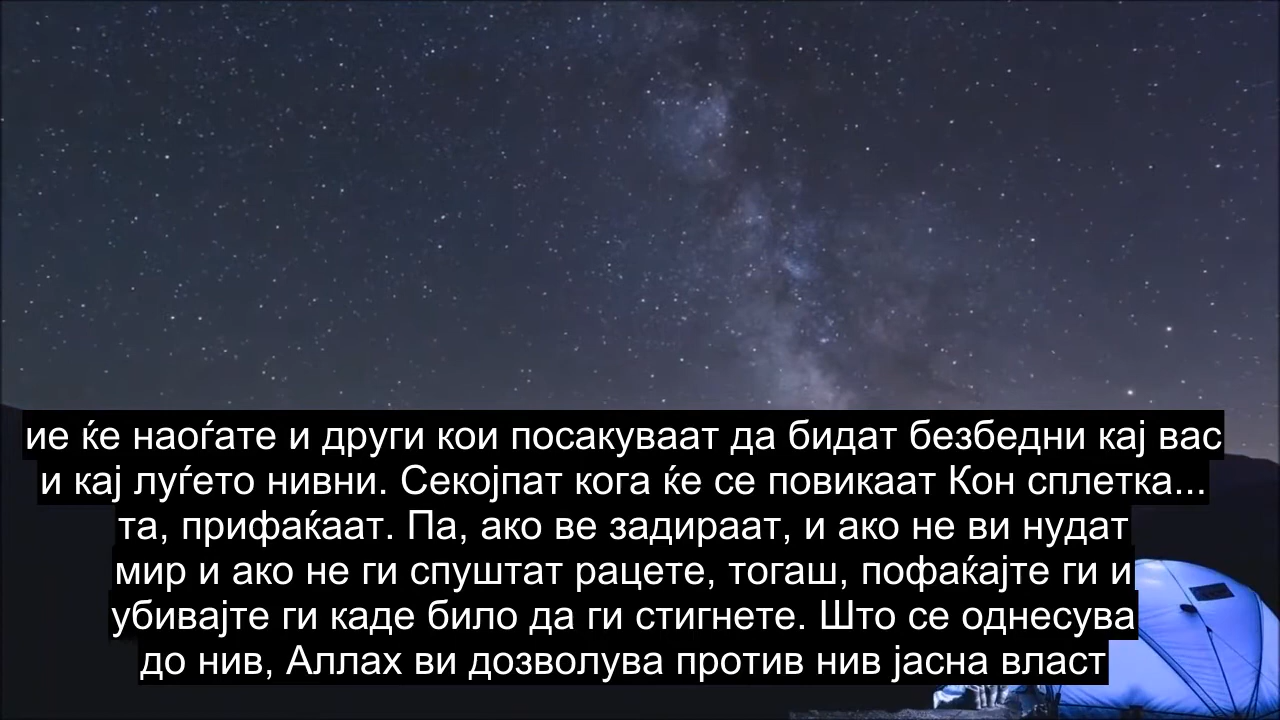 ие ќе наоѓате и други кои посакуваат да бидат безбедни кај вас
и кај луѓето нивни. Секојпат кога ќе се повикаат Кон сплетка...
та, прифаќаат. Па, ако ве задираат, и ако не ви нудат
мир и ако не ги спуштат рацете, тогаш, пофаќајте ги и
убивајте ги каде било да ги стигнете. Што се однесува
до нив, Аллах ви дозволува против нив јасна власт